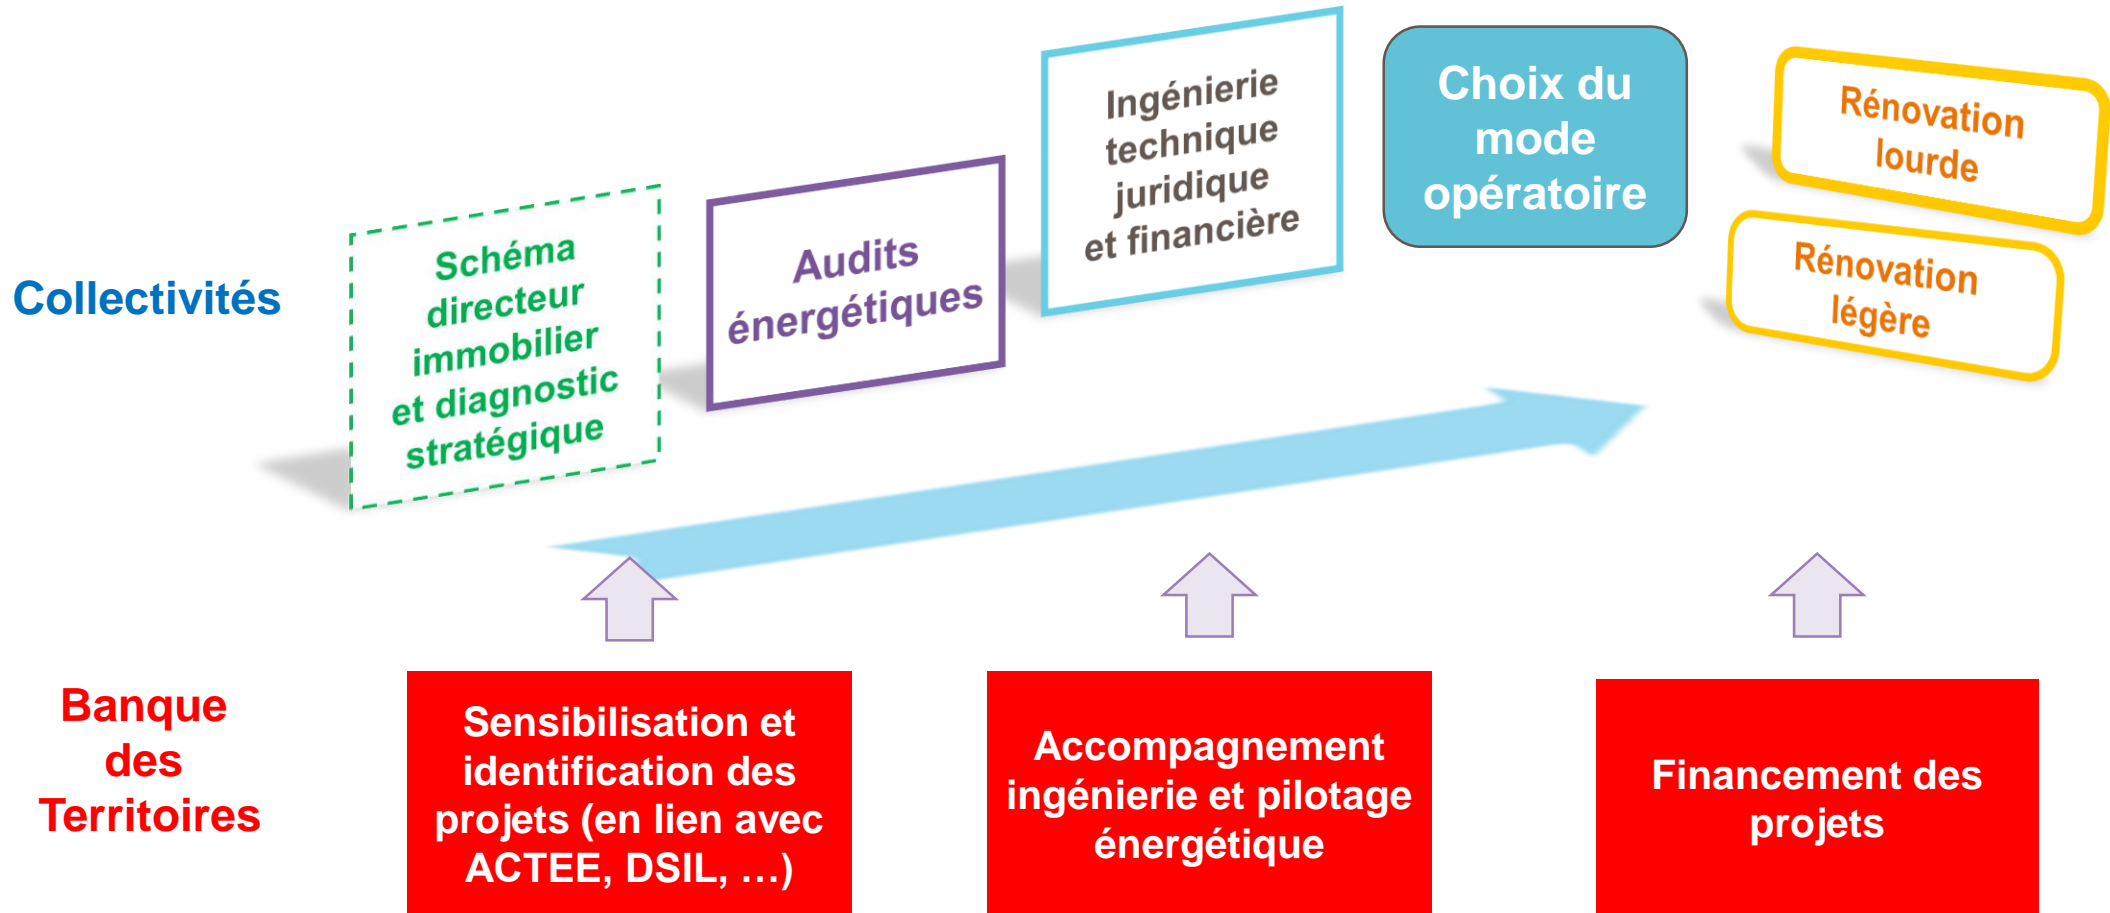 Collectivités
Schéma
directeur
immobilier
et diagnostic
stratégique
Audits
énergétiques
Ingénierie
technique
juridique
et financière
Choix du
mode
opératoire
Rénovation
lourde
Rénovation
légère
Banque
des
Territoires
Sensibilisation et
identification des
projets (en lien avec
ACTEE, DSIL, …)
Accompagnement
ingénierie et pilotage
énergétique
Financement des
projets